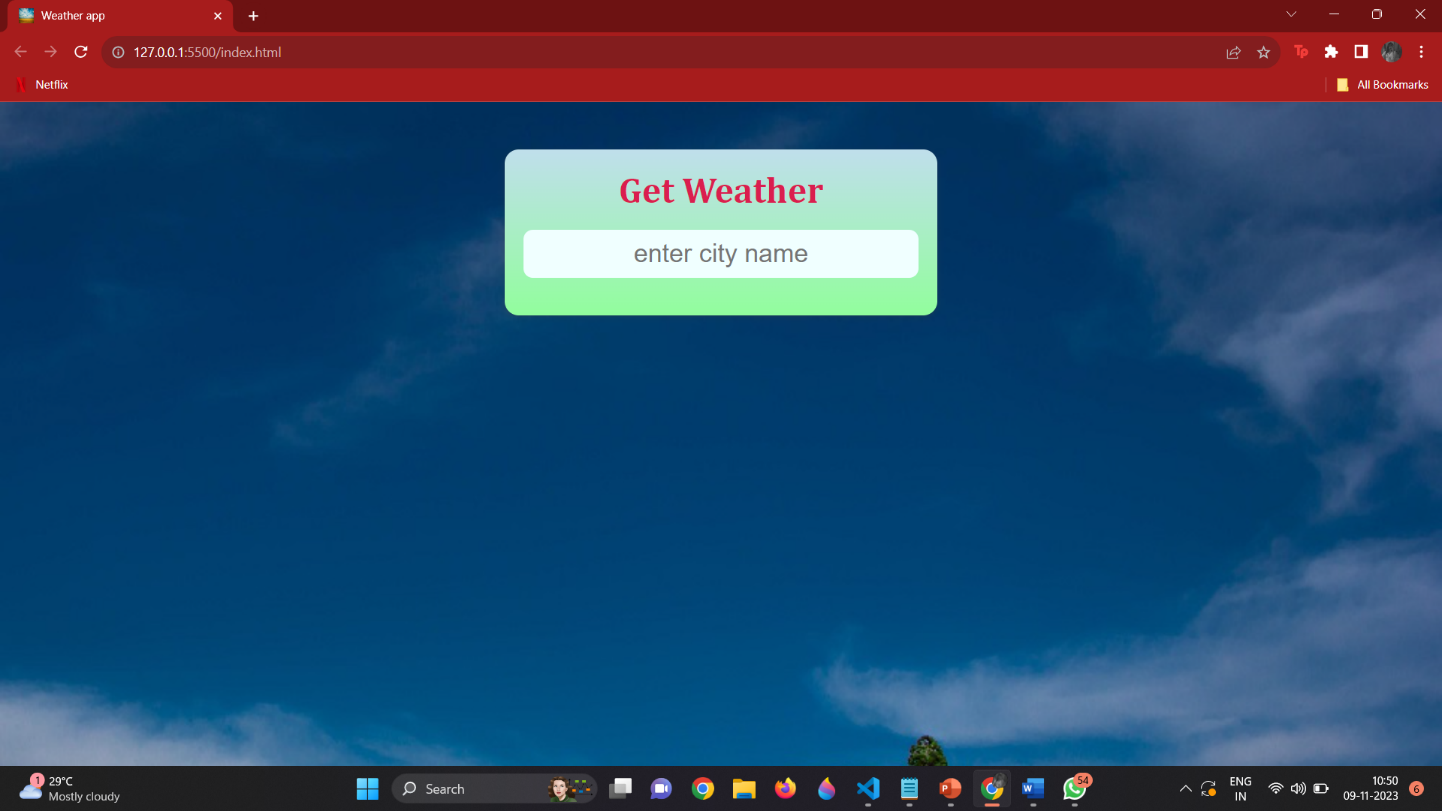 Weather app
127.0.0.1:5500/index.html
Tp
Netflix
All Bookmarks
Get Weather
enter city name
1
29°C
Mostly cloudy
Search
P
W
54
ENG
IN
10:50
09-11-2023
6